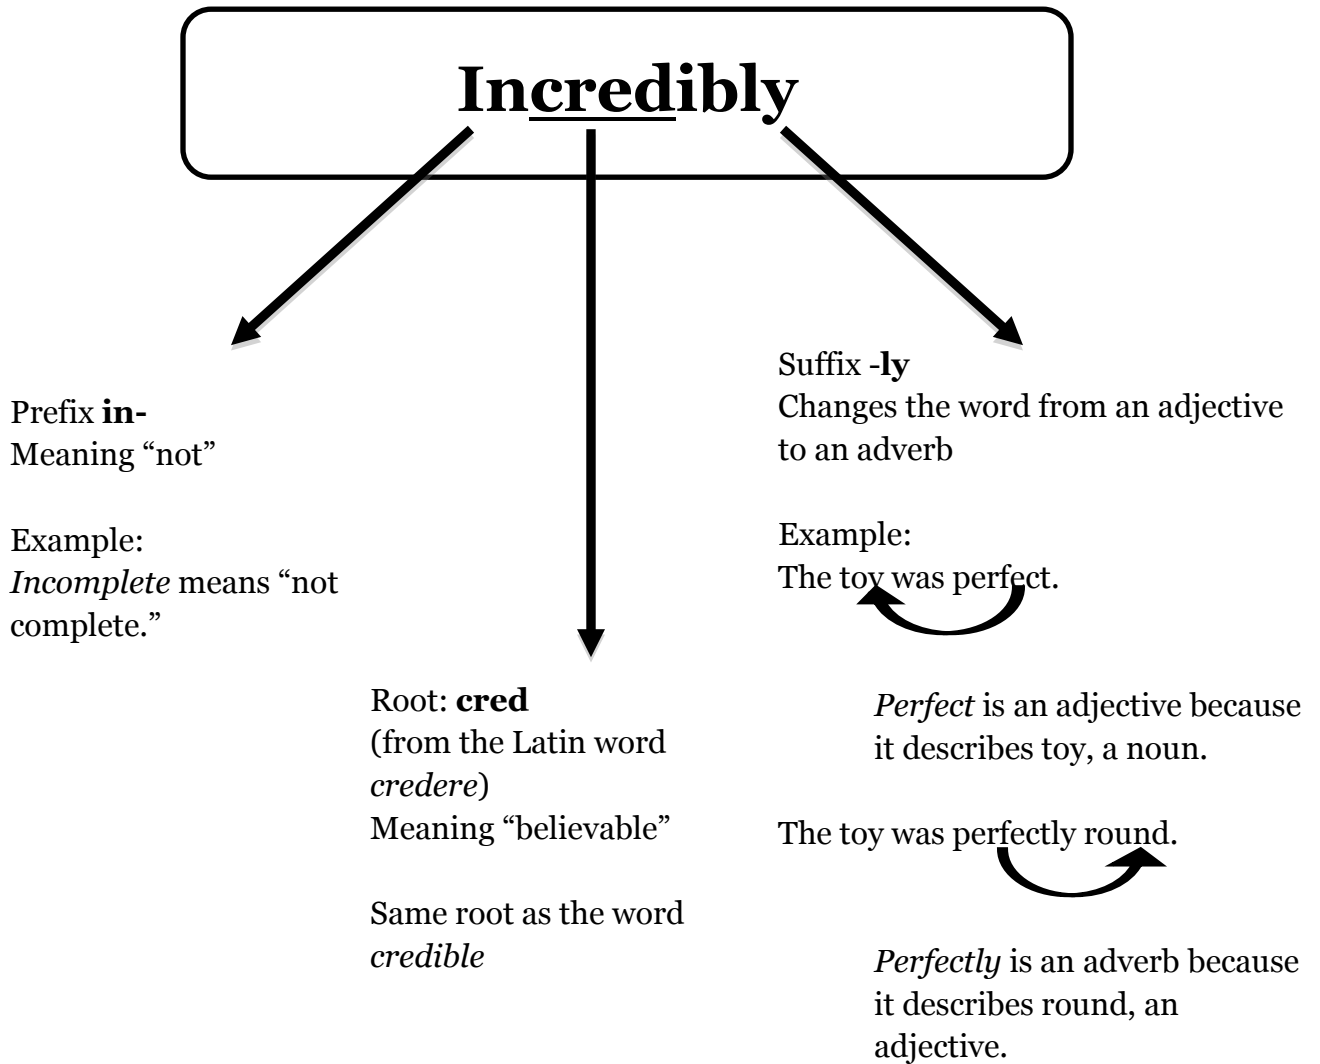 Incredibly
Prefix in-
Meaning “not”
Example:
Incomplete means “not
complete.”
Root: cred
(from the Latin word
credere)
Meaning “believable”
Same root as the word
credible
Suffix -ly
Changes the word from an adjective
to an adverb
Example:
The toy was perfect.
Perfect is an adjective because
it describes toy, a noun.
The toy was perfectly round.
Perfectly is an adverb because
it describes round, an
adjective.